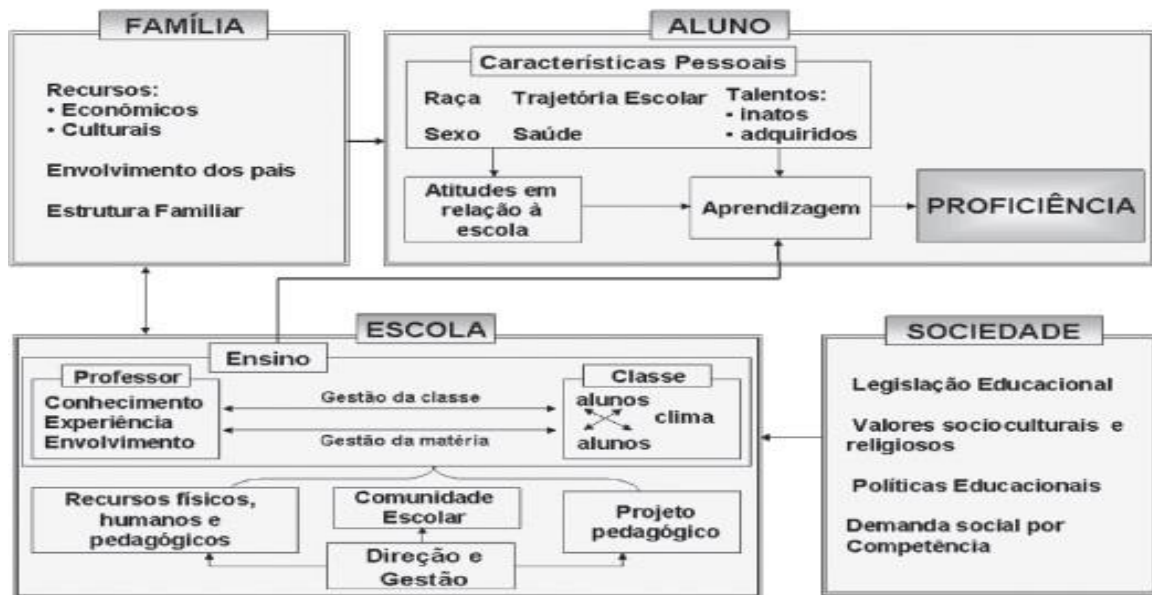 FAMÍLIA
Recursos:
• Econômicos
• Culturais
Envolvimento dos pais
Estrutura Familiar
ALUNO
Características Pessoais
Raça Trajetória Escolar Talentos:
• inatos
Sexo Saúde • adquiridos
Atitudes em
relação à
escola
Aprendizagem
PROFICIÊNCIA
ESCOLA
Ensino
Professor
Conhecimento
Experiência
Envolvimento
Gestão da classe
Gestão da matéria
Classe
alunos
clima
alunos
Recursos físicos,
humanos e
pedagógicos
Comunidade
Escolar
Projeto
pedagógico
Direção e
Gestão
SOCIEDADE
Legislação Educacional
Valores socioculturais e
religiosos
Políticas Educacionais
Demanda social por
Competência